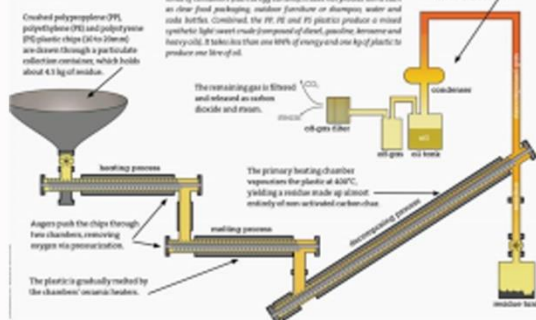 Crushed polypropylene (PP),
polyethylene (PE) and polystyrene
(PS) plastic chips (10 to 20mm)
are drawn through a particulate
collection container, which holds
about 4.5 kg of residue.
as clear food packaging, outdoor furniture or shampoo, water and
soda bottles. Combined, the PP, PE and PS plastics produce a mixed
synthetic light sweet crude (composed of diesel, gasoline, kerosene and
heavy oils). It takes less than one kWh of energy and one kg of plastic to
produce one litre of oil.
The remaining gas is filtered
and released as carbon
dioxide and steam.
CO₂
steam
off-gas filter
off-gas
oil
oil tank
condenser
heating process
The primary heating chamber
vapourises the plastic at 400°C,
yielding a residue made up almost
entirely of non-activated carbon char.
Augers push the chips through
two chambers, removing
oxygen via pressurization.
melting process
decomposing process
The plastic is gradually melted by
the chambers' ceramic heaters.
residue